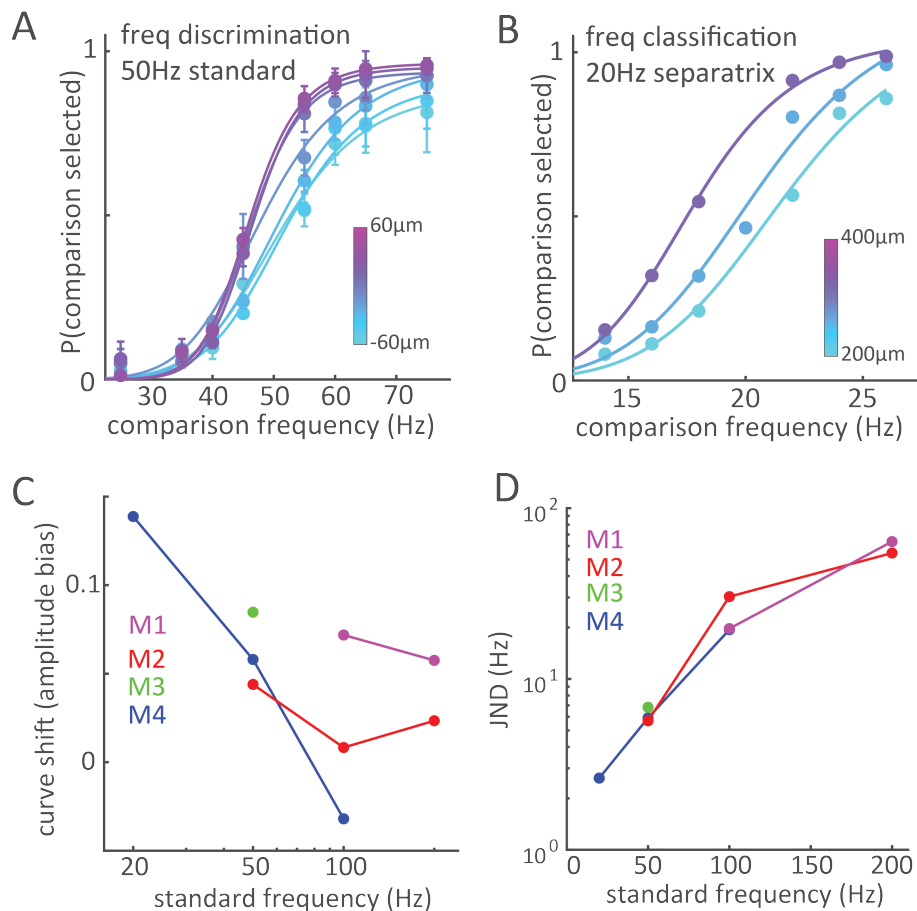 A
freq discrimination
50Hz standard
1
0
P(comparison selected)
60µm
-60µm
30 40 50 60 70
comparison frequency (Hz)
B
freq classification
20Hz separatrix
1
0
P(comparison selected)
400µm
200µm
15 20 25
comparison frequency (Hz)
C
0.1
0
curve shift (amplitude bias)
M1
M2
M3
M4
20 50 100
standard frequency (Hz)
D
10²
10¹
10⁰
JND (Hz)
M1
M2
M3
M4
0 50 100 200
standard frequency (Hz)